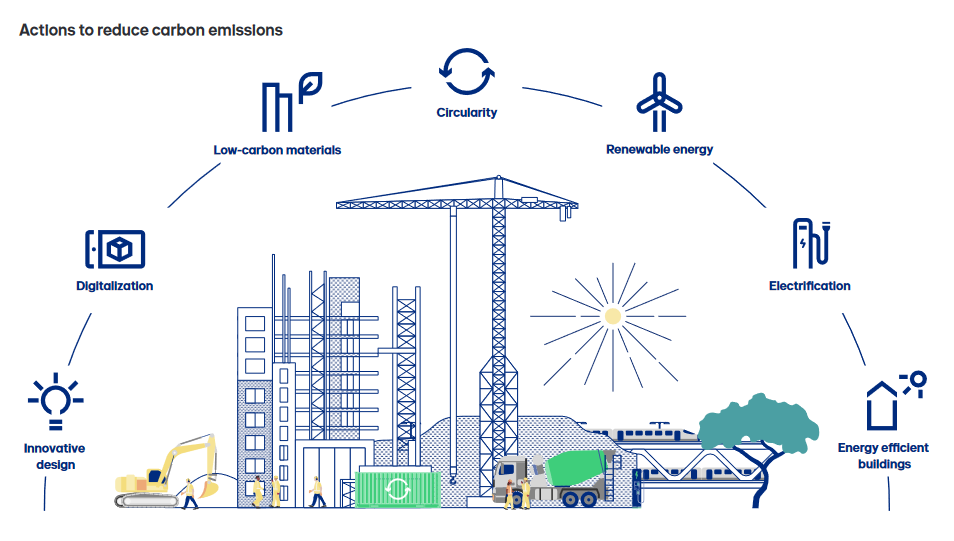 Actions to reduce carbon emissions
Circularity
Low-carbon materials
Renewable energy
Digitalization
Electrification
Innovative
design
Energy efficient
buildings